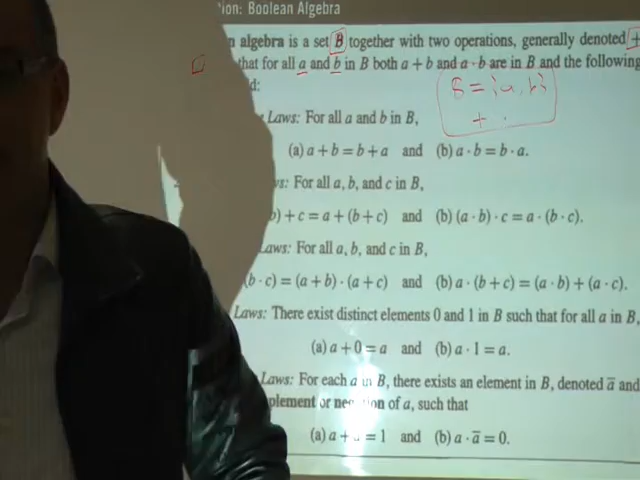 ion: Boolean Algebra
n algebra is a set B together with two operations, generally denoted +
that for all a and b in B both a + b and a · b are in B and the following
d:
B = {a, b}
+ ·
Laws: For all a and b in B,
(a) a + b = b + a and (b) a · b = b · a.
ws: For all a, b, and c in B,
b) + c = a + (b + c) and (b) (a · b) · c = a · (b · c).
Laws: For all a, b, and c in B,
(b · c) = (a + b) · (a + c) and (b) a · (b + c) = (a · b) + (a · c).
Laws: There exist distinct elements 0 and 1 in B such that for all a in B,
(a) a + 0 = a and (b) a · 1 = a.
Laws: For each a in B, there exists an element in B, denoted a̅ and
plement or negation of a, such that
(a) a + = 1 and (b) a · a̅ = 0.